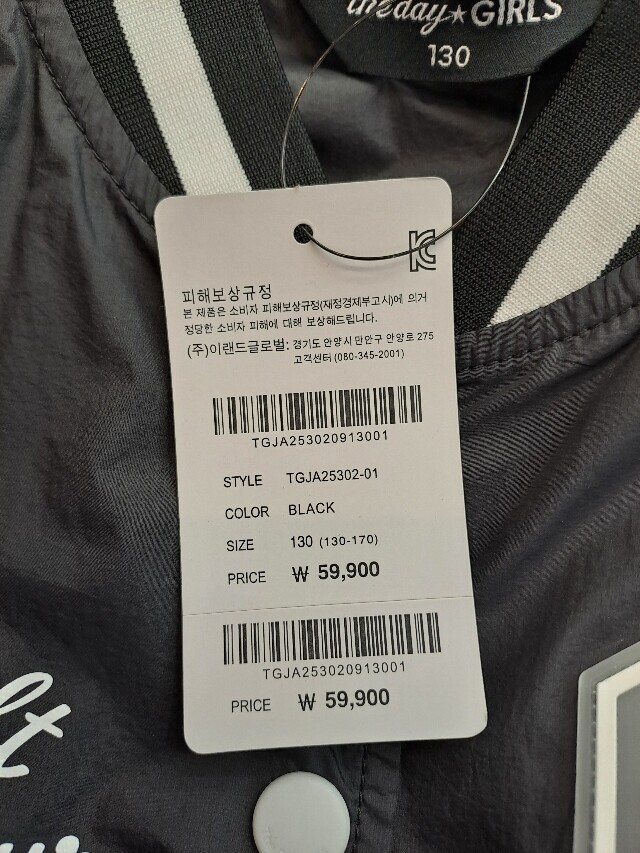 theday★GIRLS
130
피해보상규정
본 제품은 소비자 피해보상규정(재정경제부고시)에 의거
정당한 소비자 피해에 대해 보상해드립니다.
(주)이랜드글로벌: 경기도 안양시 만안구 안양로 275
고객센터 (080-345-2001)
TGJA253020913001
STYLE TGJA25302-01
COLOR BLACK
SIZE 130 (130-170)
PRICE ₩ 59,900
TGJA253020913001
PRICE ₩ 59,900